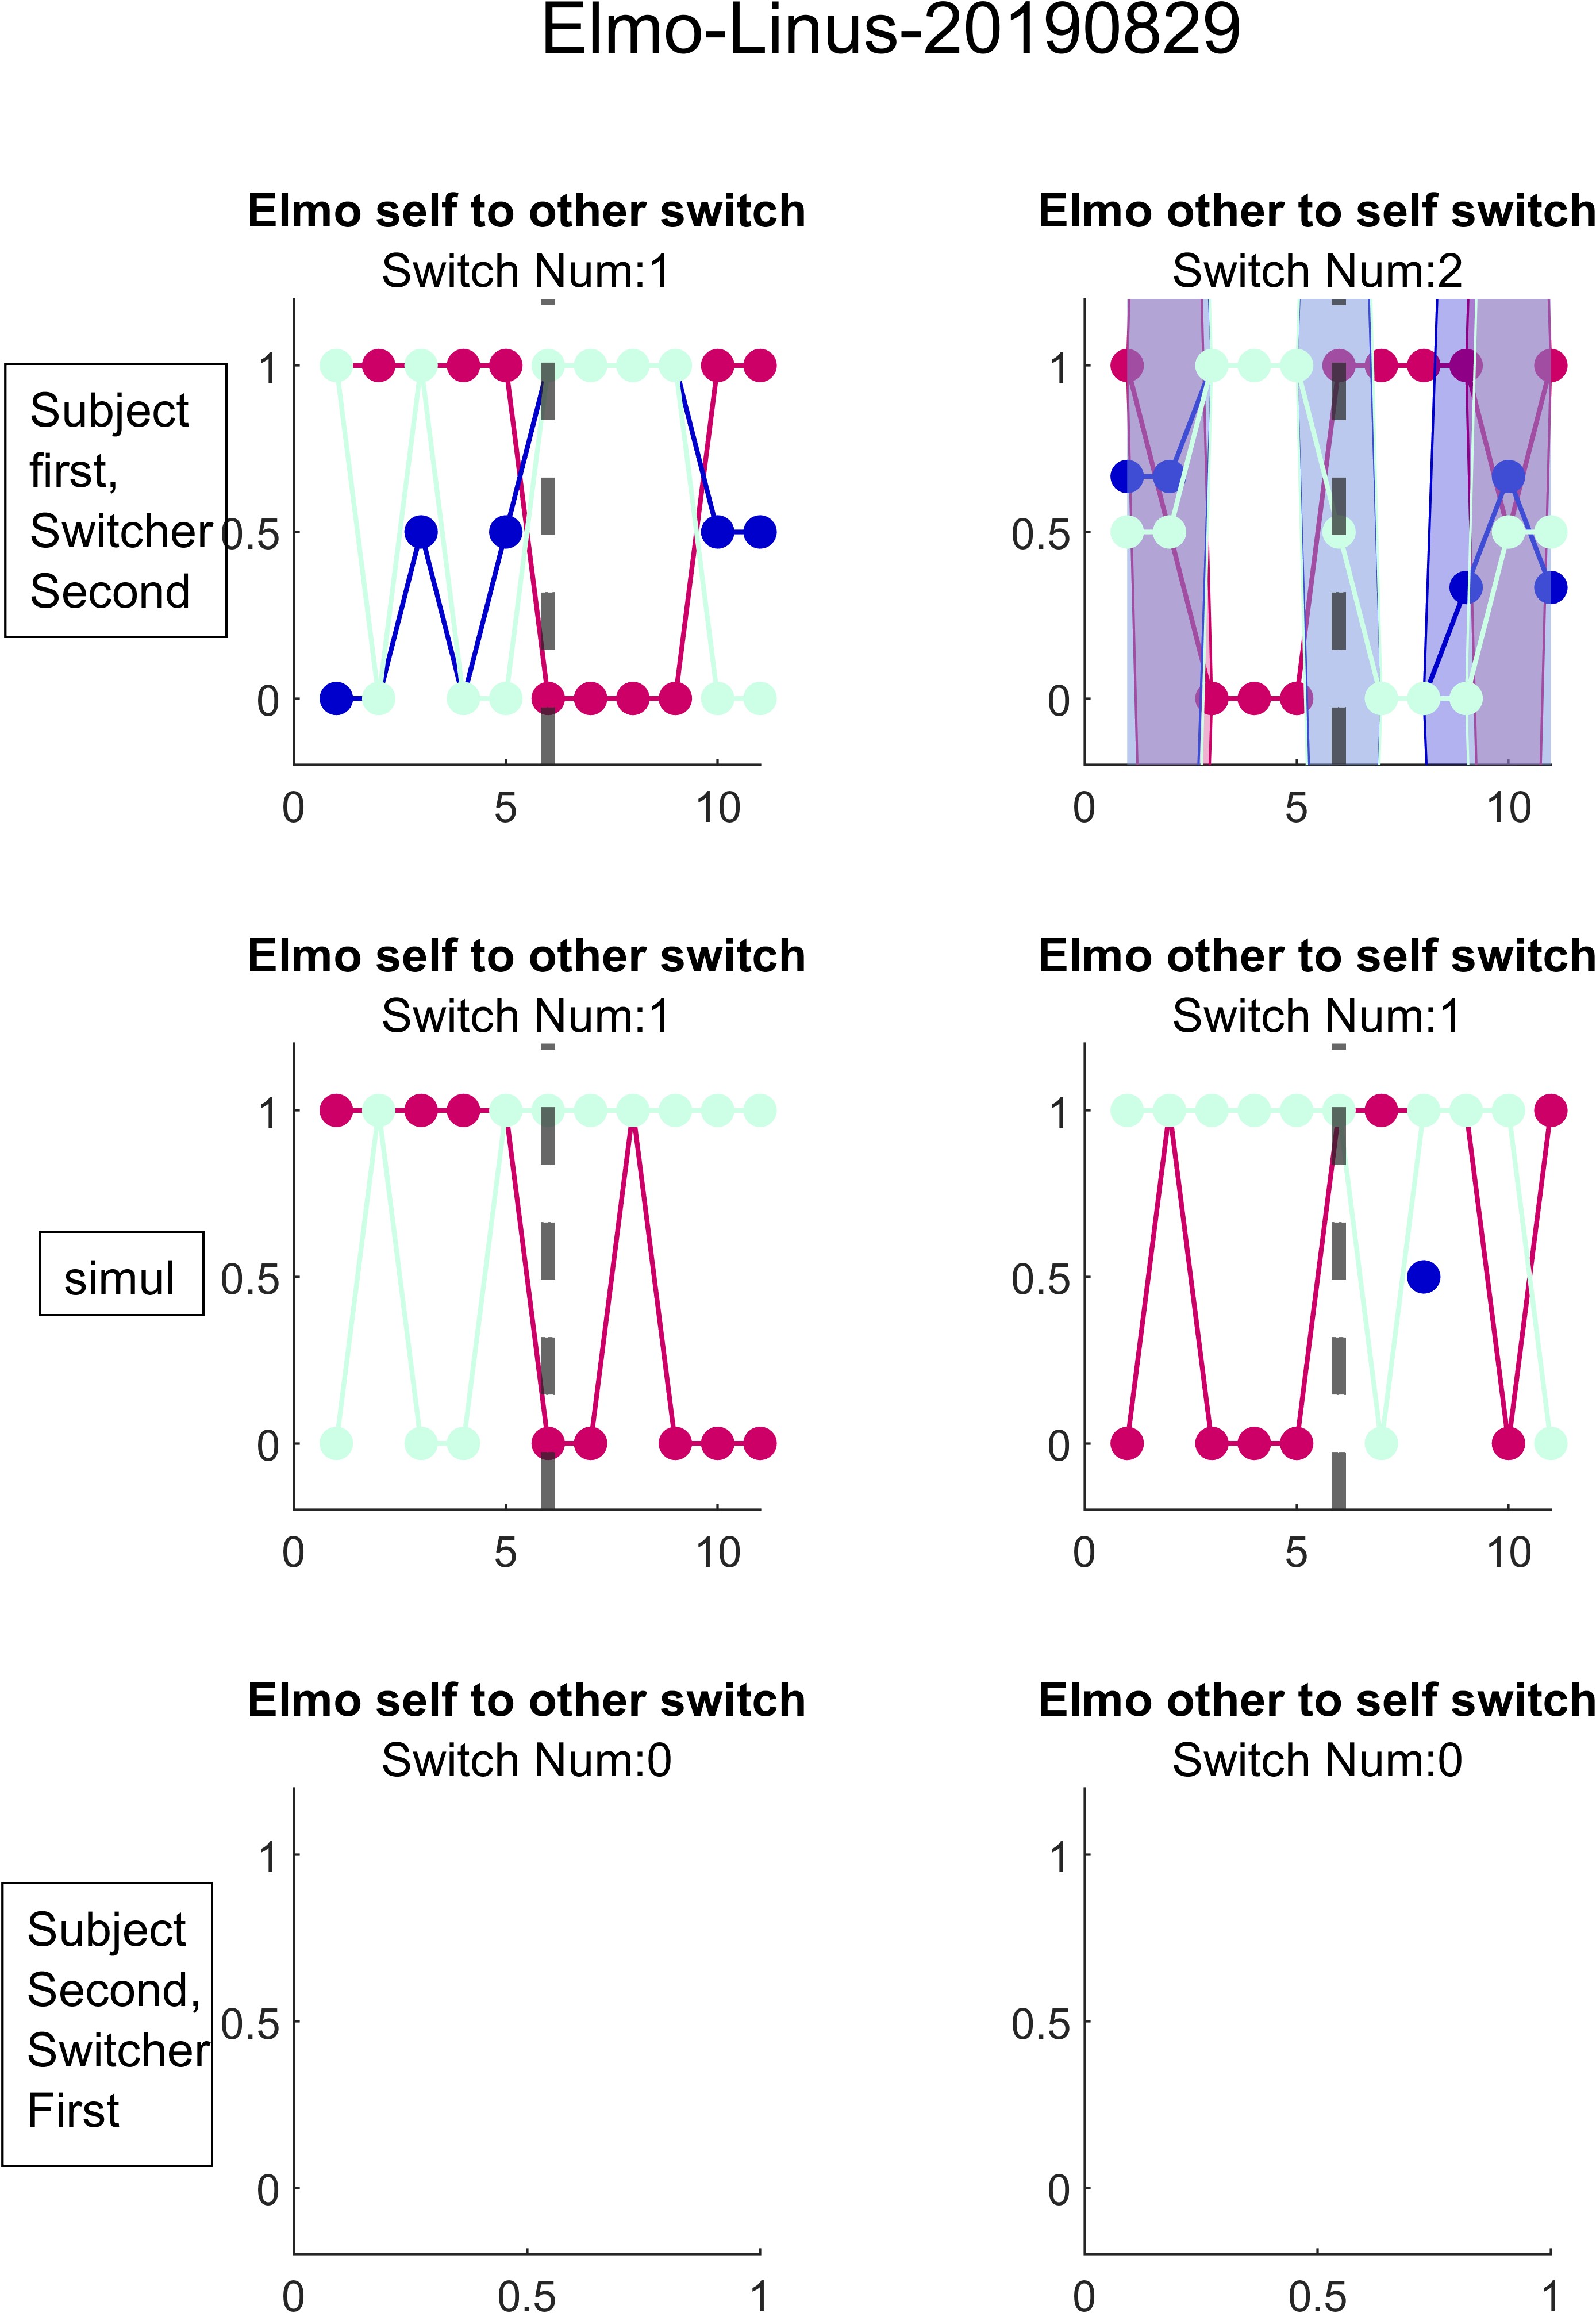 Elmo-Linus-20190829
Elmo self to other switch
Switch Num:1
Elmo other to self switch
Switch Num:2
Subject
first,
Switcher
Second
1
0.5
0
0
5
10
1
0.5
0
0
5
10
Elmo self to other switch
Switch Num:1
Elmo other to self switch
Switch Num:1
simul
1
0.5
0
0
5
10
1
0.5
0
0
5
10
Elmo self to other switch
Switch Num:0
Elmo other to self switch
Switch Num:0
Subject
Second,
Switcher
First
1
0.5
0
0
0.5
1
1
0.5
0
0
0.5
1